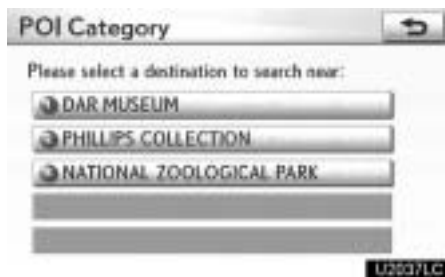 POI Category
Please select a destination to search near:
DAR MUSEUM
PHILLIPS COLLECTION
NATIONAL ZOOLOGICAL PARK
U2037LC